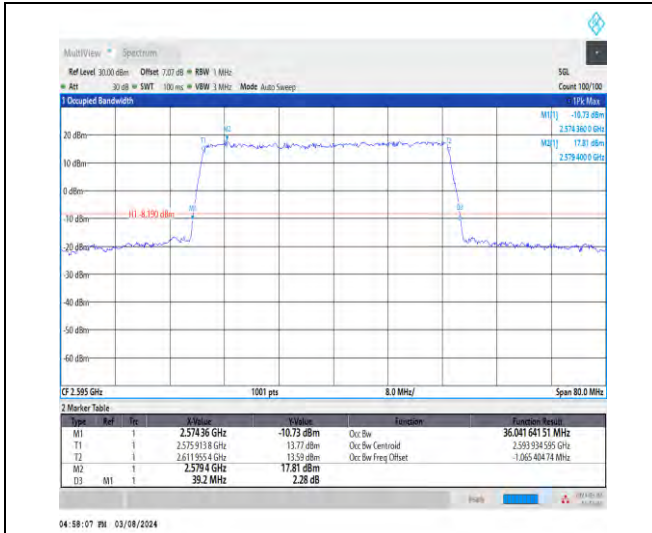 MultiView Spectrum
Ref Level 30.00 dBm Offset 7.07 dB RBW 1 MHz SGL
Att 30 dB SWT 100 ms VBW 3 MHz Mode Auto Sweep Count 100/100
1 Occupied Bandwidth 1Pk Max
M1[1] -10.73 dBm
2.574 360 0 GHz
M2[1] 17.81 dBm
2.579 400 0 GHz
20 dBm
M2
T1
T2
10 dBm
0 dBm
M1
D3
H1 -8.190 dBm
-10 dBm
-20 dBm
-30 dBm
-40 dBm
-50 dBm
-60 dBm
CF 2.595 GHz 1001 pts 8.0 MHz/ Span 80.0 MHz
2 Marker Table
Type Ref Trc X-Value Y-Value Function Function Result
M1 1 2.574 36 GHz -10.73 dBm Occ Bw 36.041 641 51 MHz
T1 1 2.575 913 8 GHz 13.77 dBm Occ Bw Centroid 2.593 934 595 GHz
T2 1 2.611 955 4 GHz 13.59 dBm Occ Bw Freq Offset -1.065 404 74 MHz
M2 1 2.579 4 GHz 17.81 dBm
D3 M1 1 39.2 MHz 2.28 dB
04:58:07 PM 03/08/2024